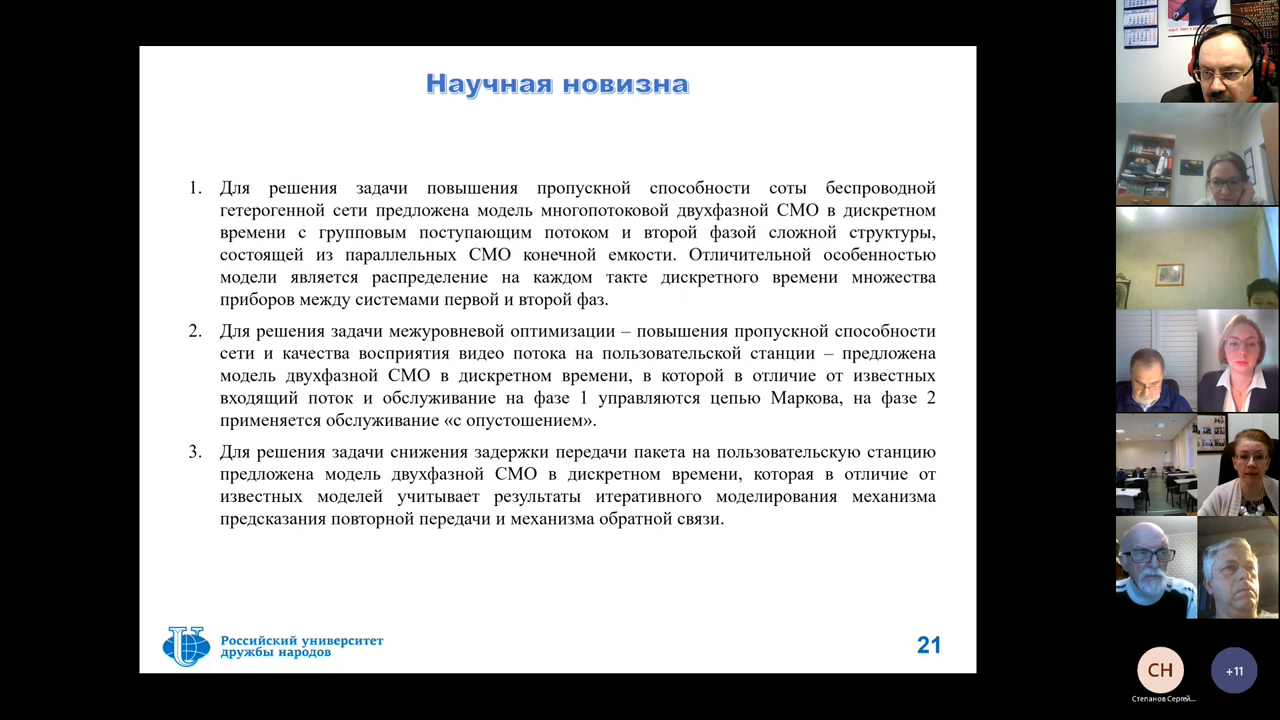 Научная новизна
1. Для решения задачи повышения пропускной способности соты беспроводной
гетерогенной сети предложена модель многопотоковой двухфазной СМО в дискретном
времени с групповым поступающим потоком и второй фазой сложной структуры,
состоящей из параллельных СМО конечной емкости. Отличительной особенностью
модели является распределение на каждом такте дискретного времени множества
приборов между системами первой и второй фаз.
2. Для решения задачи межуровневой оптимизации – повышения пропускной способности
сети и качества восприятия видео потока на пользовательской станции – предложена
модель двухфазной СМО в дискретном времени, в которой в отличие от известных
входящий поток и обслуживание на фазе 1 управляются цепью Маркова, на фазе 2
применяется обслуживание «с опустошением».
3. Для решения задачи снижения задержки передачи пакета на пользовательскую станцию
предложена модель двухфазной СМО в дискретном времени, которая в отличие от
известных моделей учитывает результаты итеративного моделирования механизма
предсказания повторной передачи и механизма обратной связи.
Российский университет
дружбы народов
21
СН
+11
Степанов Сергей...